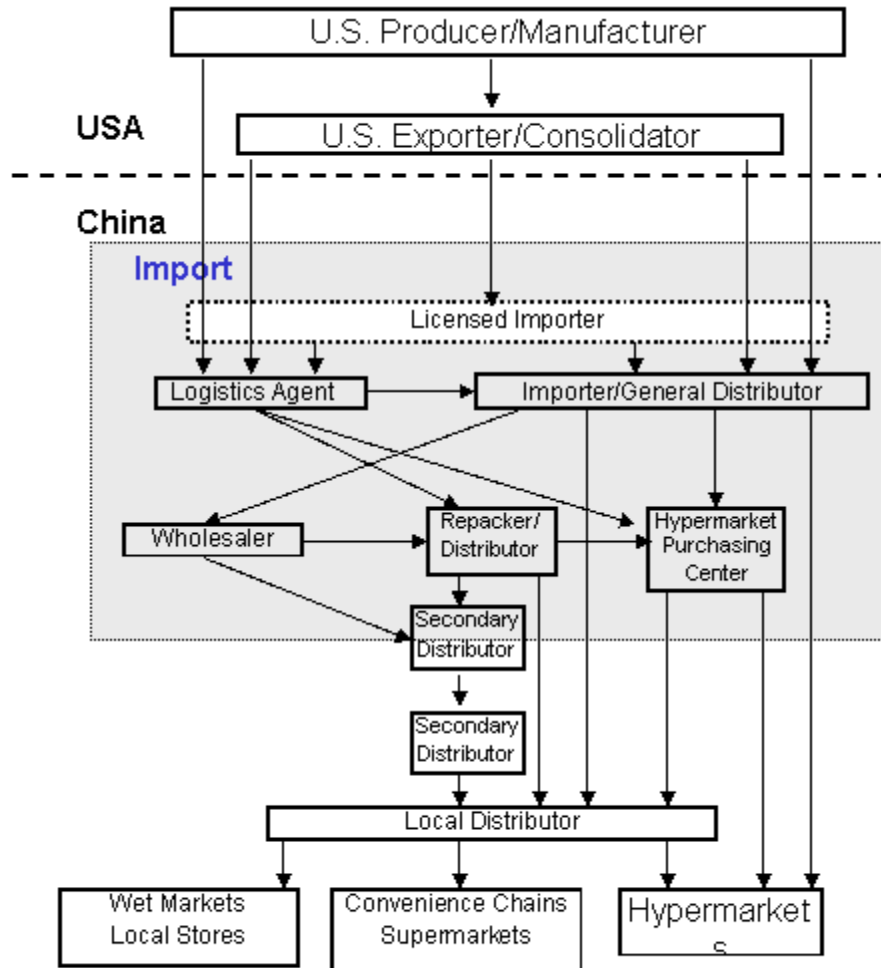 U.S. Producer/Manufacturer
USA
U.S. Exporter/Consolidator
China
Import
Licensed Importer
Logistics Agent
Importer/General Distributor
Wholesaler
Repacker/
Distributor
Hypermarket
Purchasing
Center
Secondary
Distributor
Secondary
Distributor
Local Distributor
Wet Markets
Local Stores
Convenience Chains
Supermarkets
Hypermarket
s